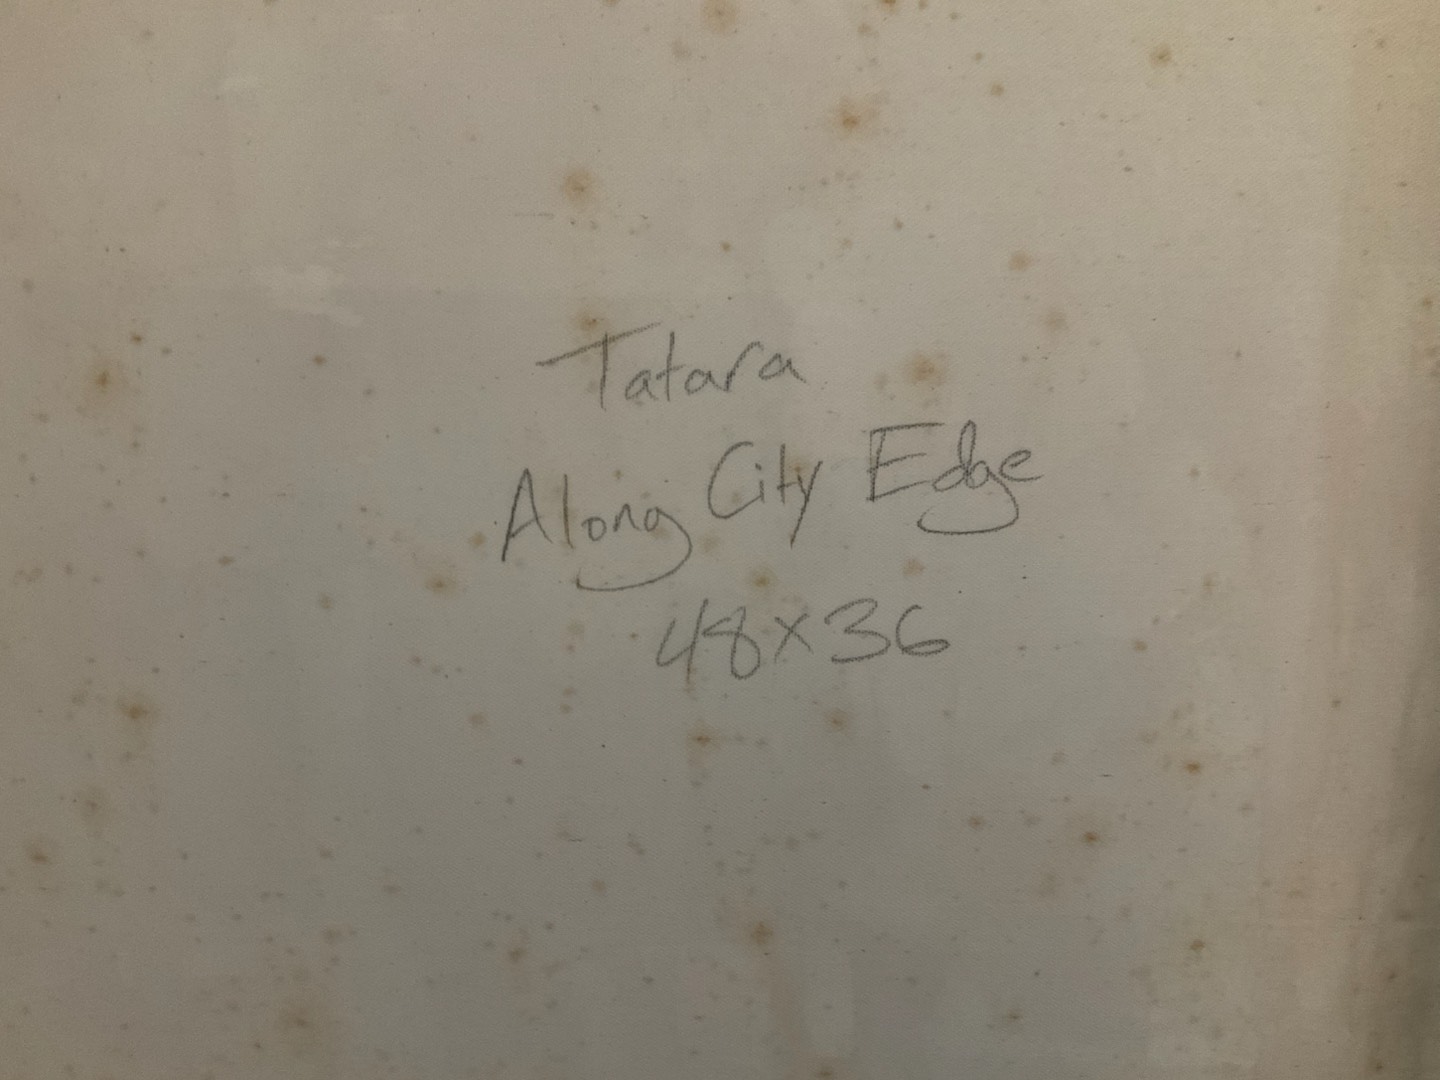 Tatara
Along City Edge
48x36